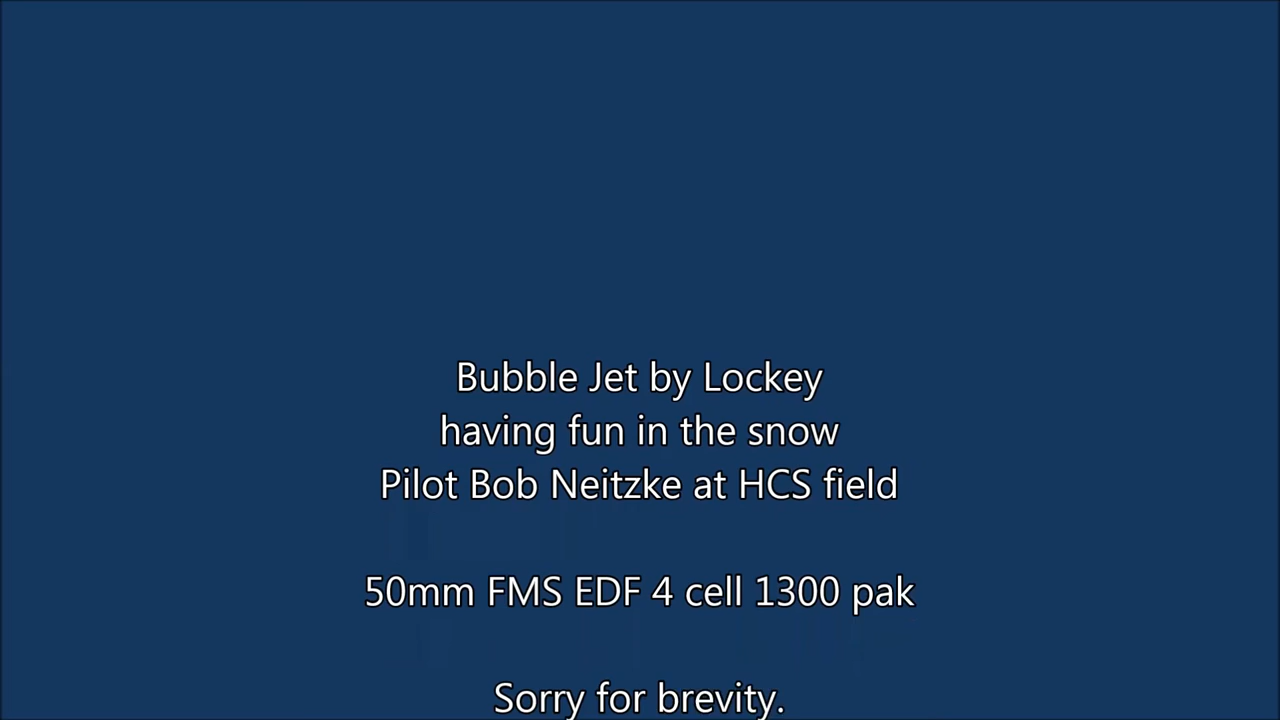 Bubble Jet by Lockey
having fun in the snow
Pilot Bob Neitzke at HCS field
50mm FMS EDF 4 cell 1300 pak
Sorry for brevity.